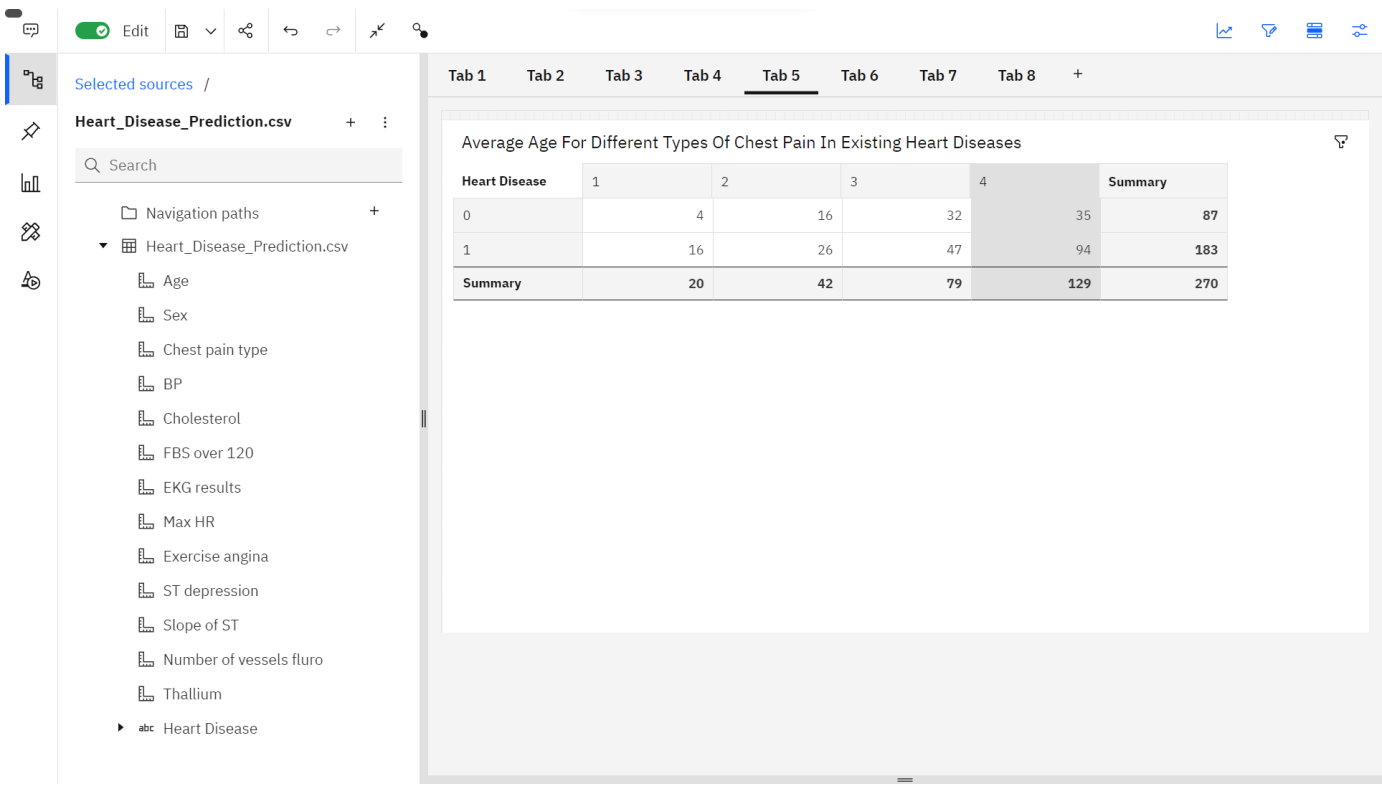 Edit
Selected sources /
Heart_Disease_Prediction.csv
Search
Navigation paths
Heart_Disease_Prediction.csv
Age
Sex
Chest pain type
BP
Cholesterol
FBS over 120
EKG results
Max HR
Exercise angina
ST depression
Slope of ST
Number of vessels fluro
Thallium
abc Heart Disease
Tab 1 Tab 2 Tab 3 Tab 4 Tab 5 Tab 6 Tab 7 Tab 8 +
Average Age For Different Types Of Chest Pain In Existing Heart Diseases
Heart Disease 1 2 3 4 Summary
0 4 16 32 35 87
1 16 26 47 94 183
Summary 20 42 79 129 270